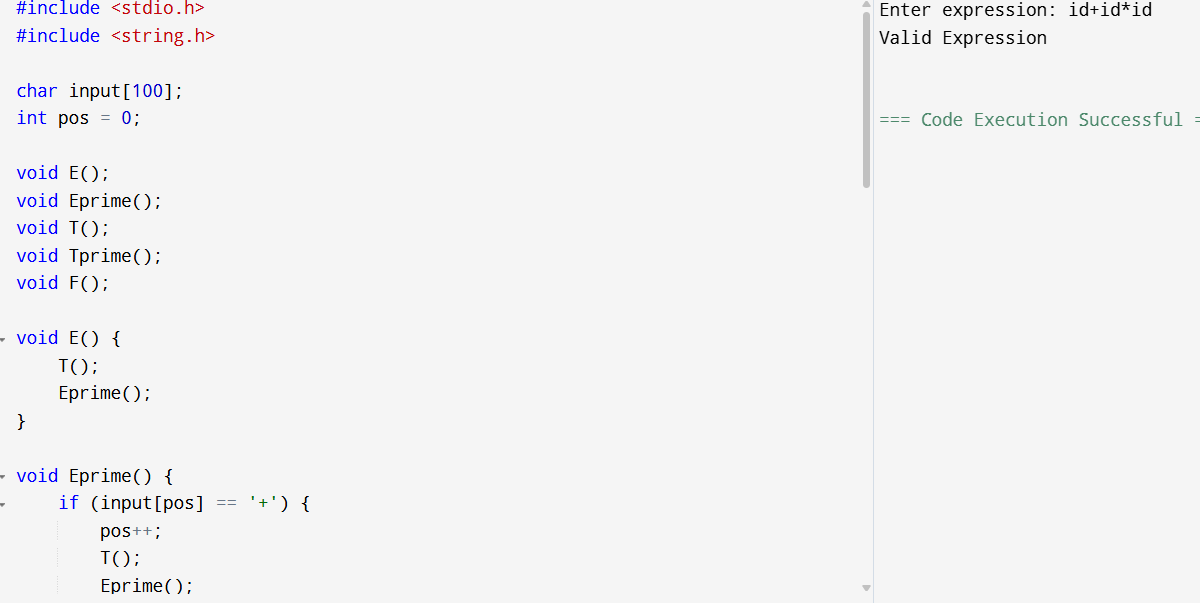 #include <stdio.h>
#include <string.h>
char input[100];
int pos = 0;
void E();
void Eprime();
void T();
void Tprime();
void F();
void E() {
T();
Eprime();
}
void Eprime() {
if (input[pos] == '+') {
pos++;
T();
Eprime();
Enter expression: id+id*id
Valid Expression
=== Code Execution Successful =